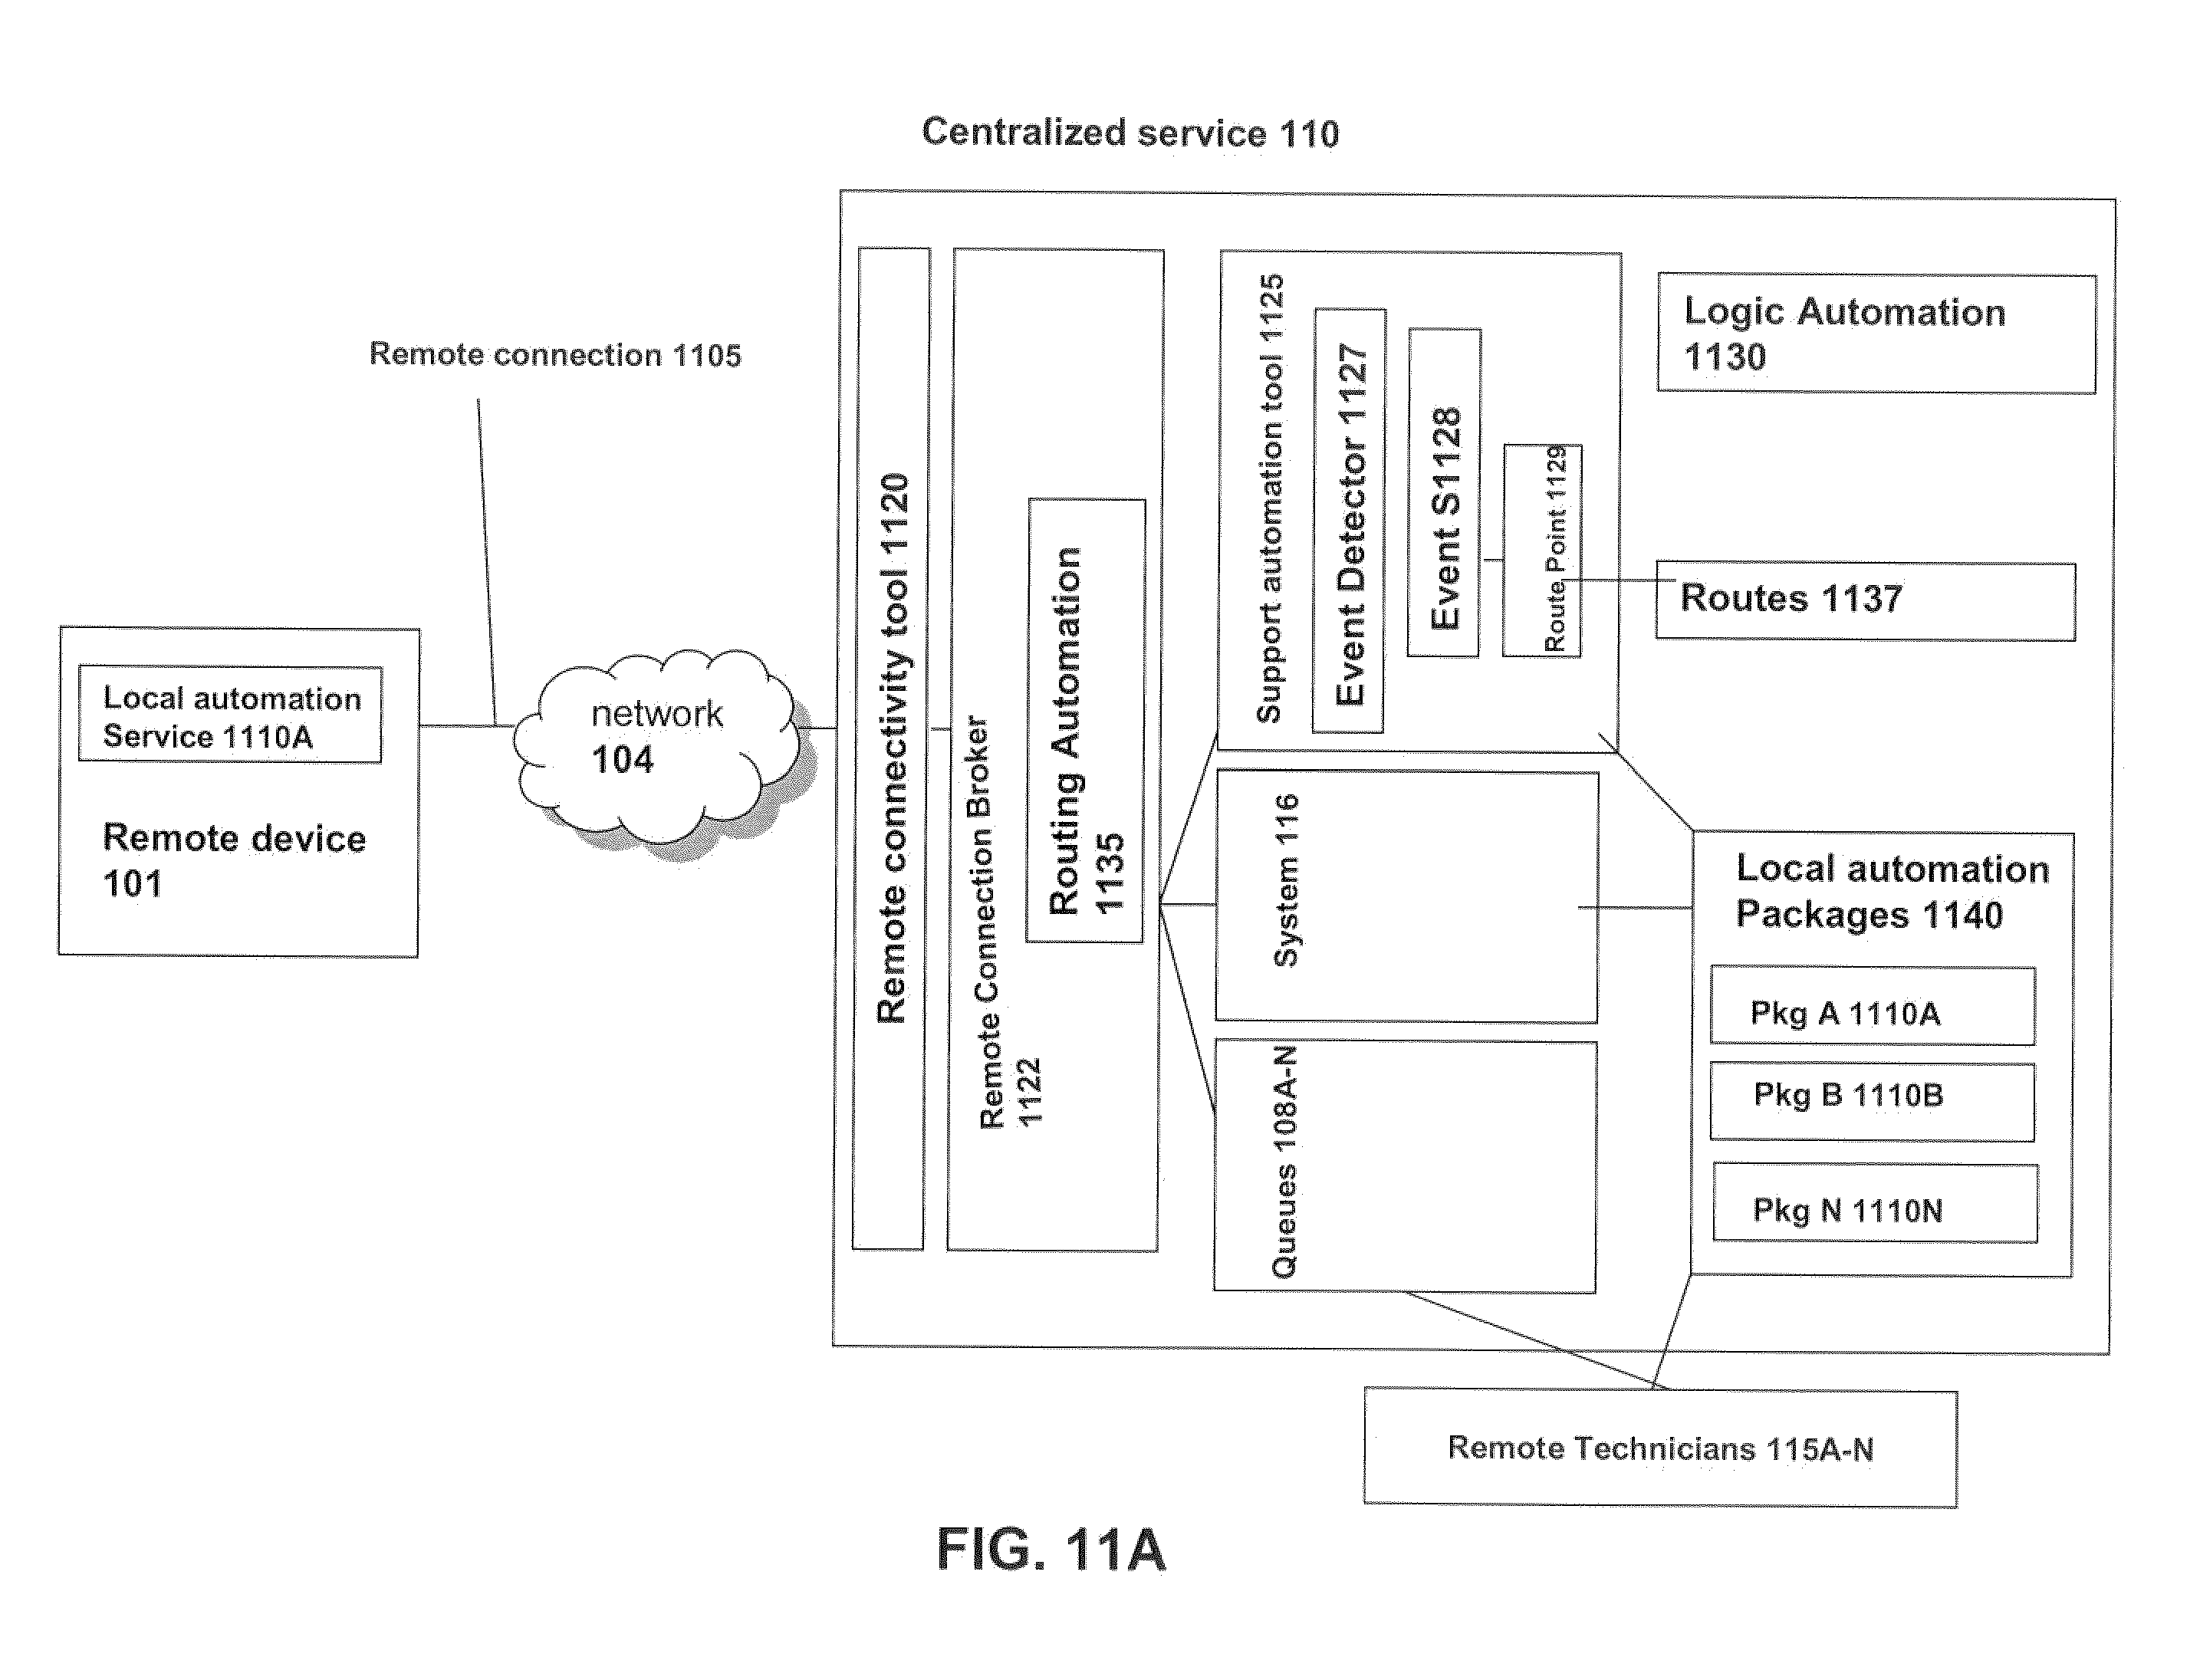 Centralized service 110
Remote connection 1105
Local automation
Service 1110A
Remote device
101
network
104
Remote connectivity tool 1120
Remote Connection Broker
1122
Routing Automation
1135
Support automation tool 1125
Event Detector 1127
Event S1128
Route Point 1129
Logic Automation
1130
Routes 1137
System 116
Queues 108A-N
Local automation
Packages 1140
Pkg A 1110A
Pkg B 1110B
Pkg N 1110N
Remote Technicians 115A-N
FIG. 11A